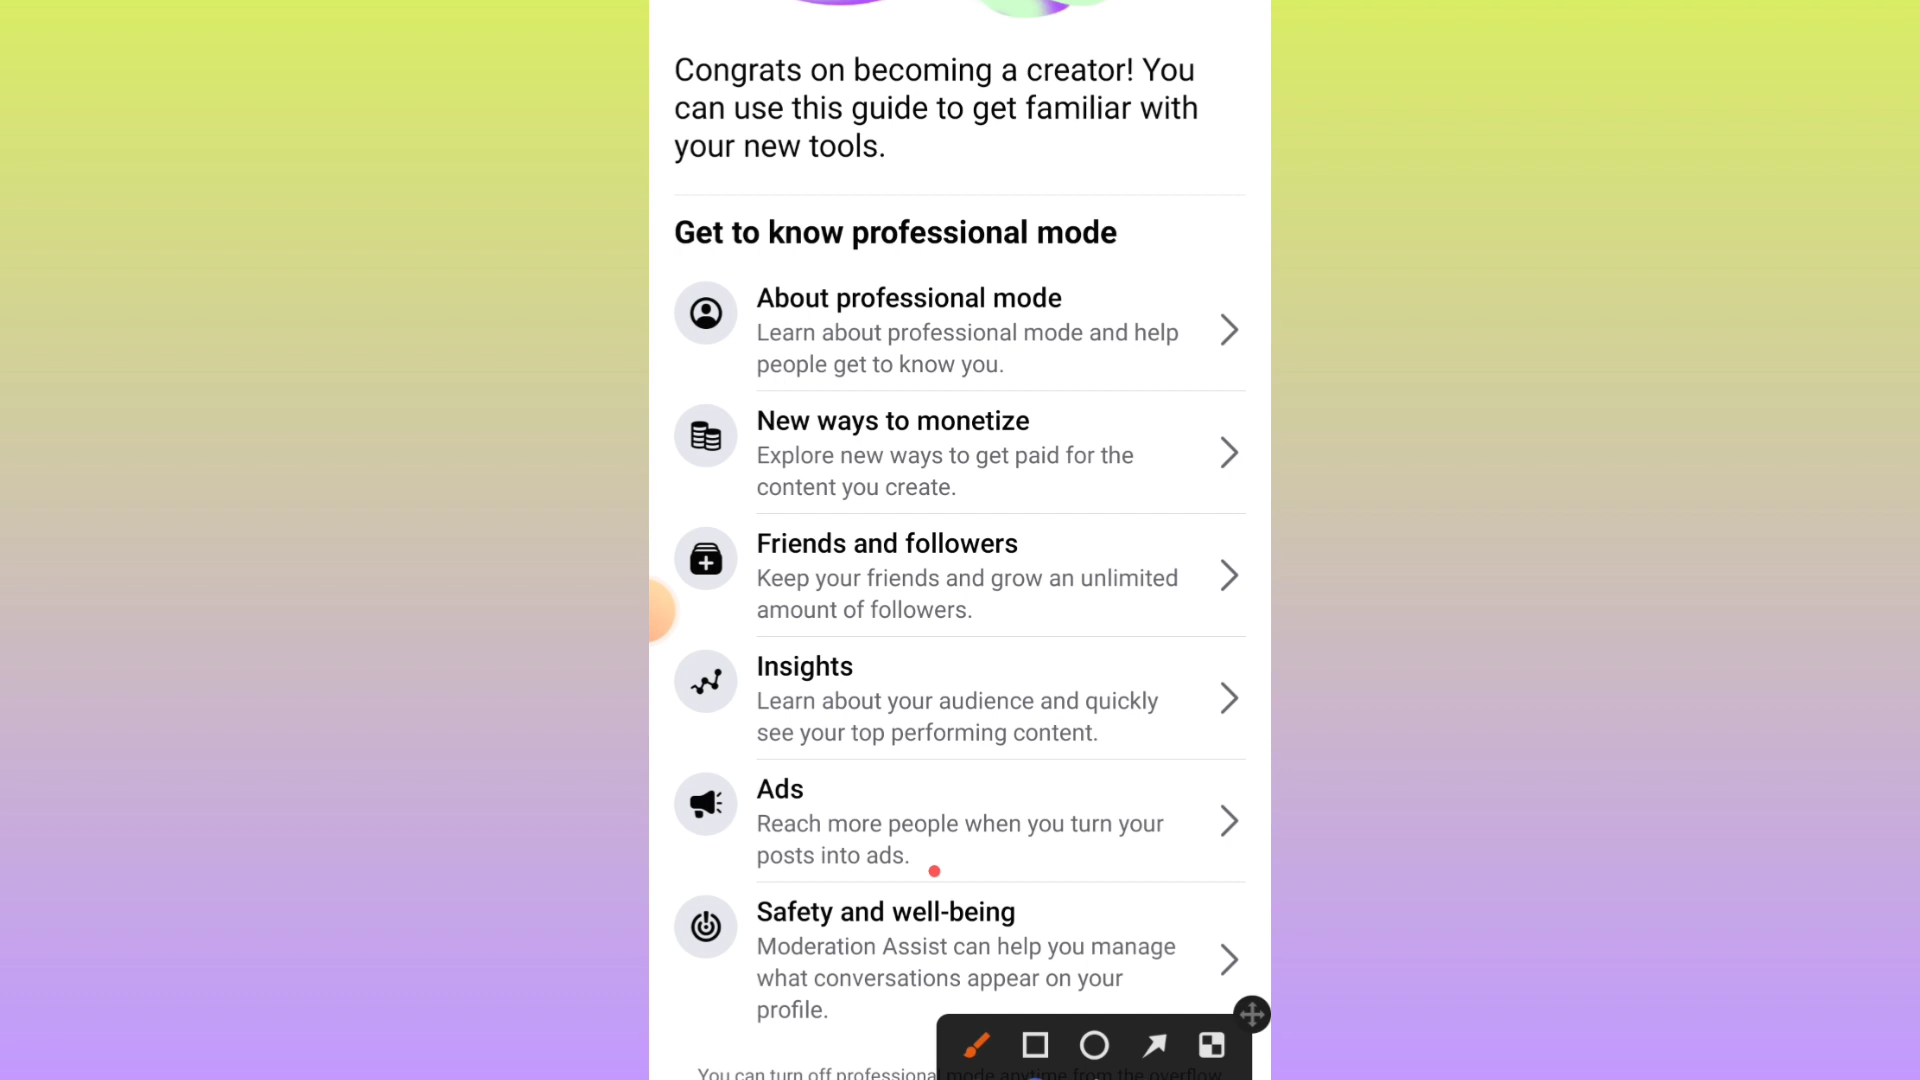 Congrats on becoming a creator! You
can use this guide to get familiar with
your new tools.
Get to know professional mode
About professional mode
Learn about professional mode and help
people get to know you.
New ways to monetize
Explore new ways to get paid for the
content you create.
Friends and followers
Keep your friends and grow an unlimited
amount of followers.
Insights
Learn about your audience and quickly
see your top performing content.
Ads
Reach more people when you turn your
posts into ads.
Safety and well-being
Moderation Assist can help you manage
what conversations appear on your
profile.
You can turn off professional mode anytime from the overflow